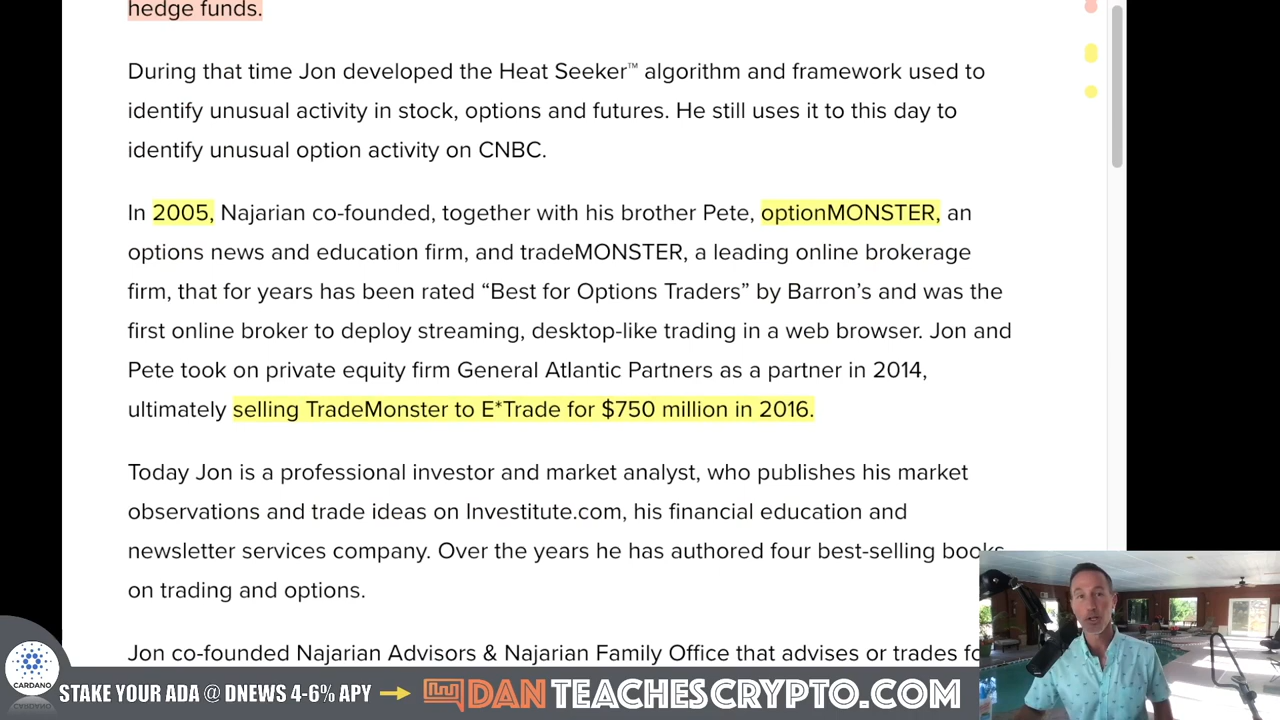 hedge funds.
During that time Jon developed the Heat Seeker™ algorithm and framework used to
identify unusual activity in stock, options and futures. He still uses it to this day to
identify unusual option activity on CNBC.
In 2005, Najarian co-founded, together with his brother Pete, optionMONSTER, an
options news and education firm, and tradeMONSTER, a leading online brokerage
firm, that for years has been rated “Best for Options Traders” by Barron’s and was the
first online broker to deploy streaming, desktop-like trading in a web browser. Jon and
Pete took on private equity firm General Atlantic Partners as a partner in 2014,
ultimately selling TradeMonster to E*Trade for $750 million in 2016.
Today Jon is a professional investor and market analyst, who publishes his market
observations and trade ideas on Investitute.com, his financial education and
newsletter services company. Over the years he has authored four best-selling books
on trading and options.
Jon co-founded Najarian Advisors & Najarian Family Office that advises or trades
CARDANO
STAKE YOUR ADA @ DNEWS 4-6% APY
DANTEACHESCRYPTO.COM